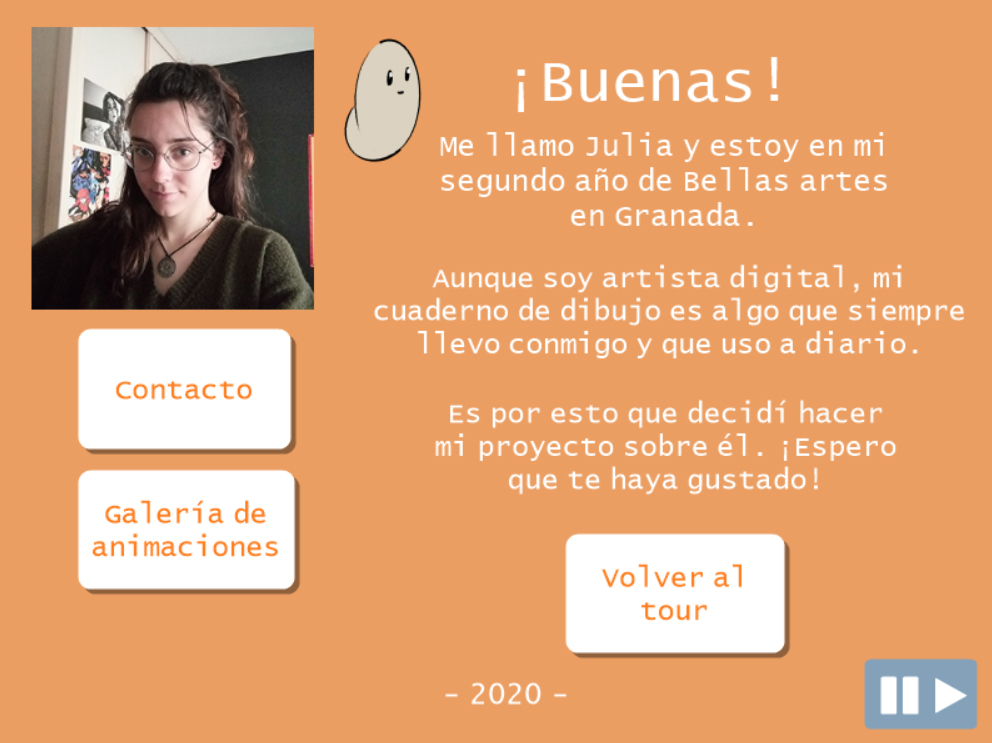 ¡Buenas!
Me llamo Julia y estoy en mi
segundo año de Bellas artes
en Granada.
Aunque soy artista digital, mi
cuaderno de dibujo es algo que siempre
llevo conmigo y que uso a diario.
Es por esto que decidí hacer
mi proyecto sobre él. ¡Espero
que te haya gustado!
Contacto
Galería de
animaciones
Volver al
tour
- 2020 -